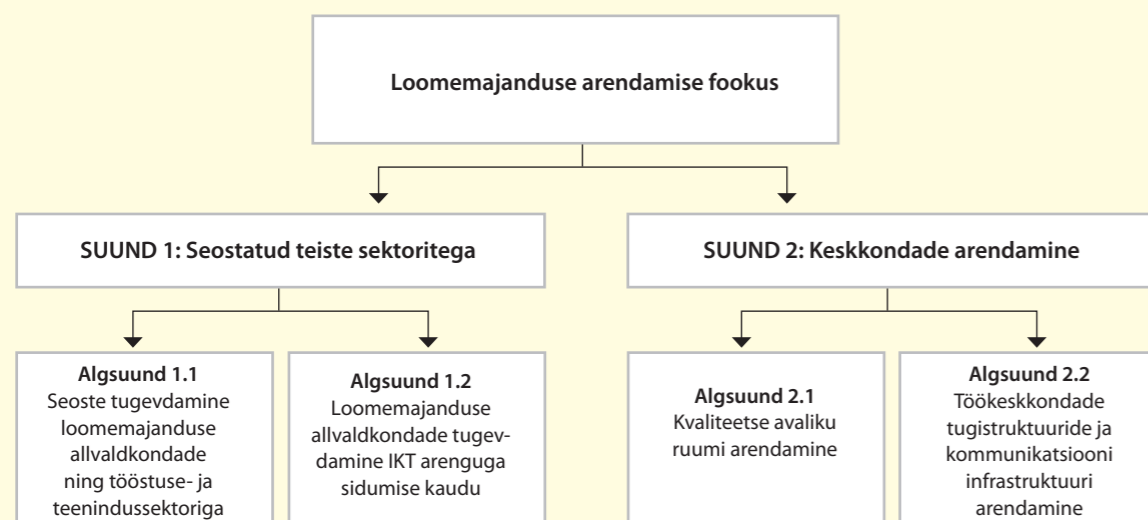 Loomemajanduse arendamise fookus
SUUND 1: Seostatud teiste sektoritega
SUUND 2: Keskkondade arendamine
Algsuund 1.1
Seoste tugevdamine
loomemajanduse
allvaldkondade
ning tööstuse- ja
teenindussektoriga
Algsuund 1.2
Loomemajanduse
allvaldkondade tugev-
damine IKT arenguga
sidumise kaudu
Algsuund 2.1
Kvaliteetse avaliku
ruumi arendamine
Algsuund 2.2
Töökeskkondade
tugistruktuuride ja
kommunikatsiooni
infrastruktuuri
arendamine